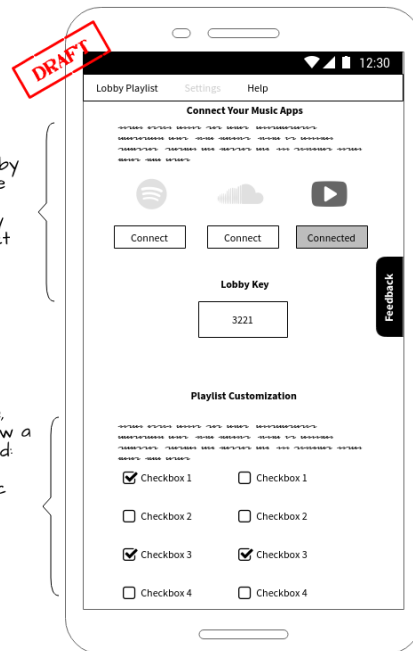 DRAFT
12:30
Lobby Playlist Settings Help
Connect Your Music Apps
Connect Connect Connected
Feedback
Lobby Key
3221
Playlist Customization
Checkbox 1 Checkbox 1
Checkbox 2 Checkbox 2
Checkbox 3 Checkbox 3
Checkbox 4 Checkbox 4